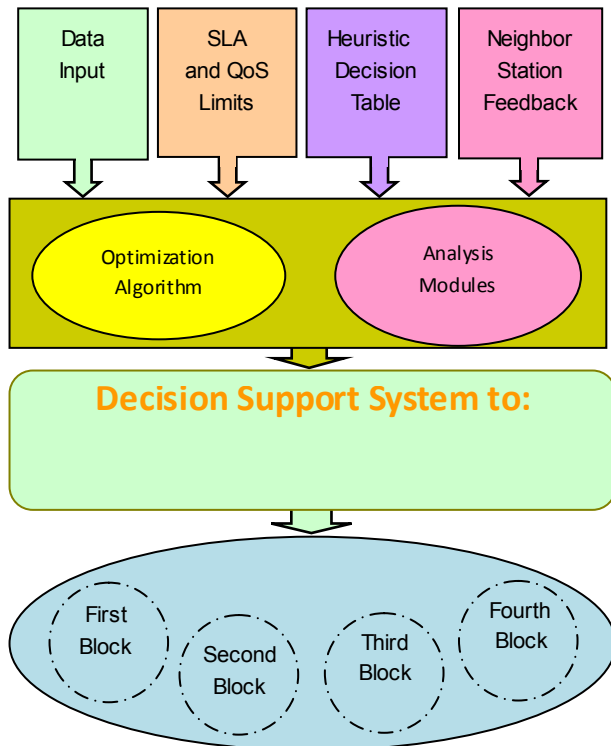 Data
Input
SLA
and QoS
Limits
Heuristic
Decision
Table
Neighbor
Station
Feedback
Optimization
Algorithm
Analysis
Modules
Decision Support System to:
First
Block
Second
Block
Third
Block
Fourth
Block